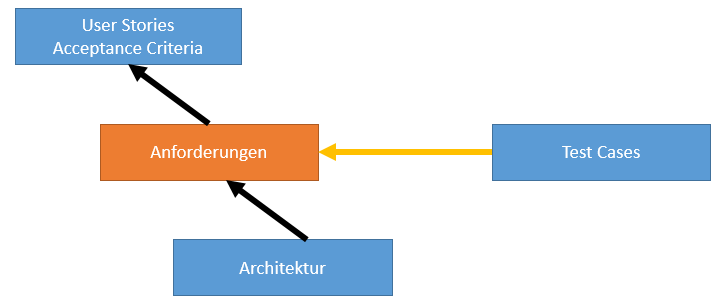 User Stories
Acceptance Criteria
Anforderungen
Test Cases
Architektur